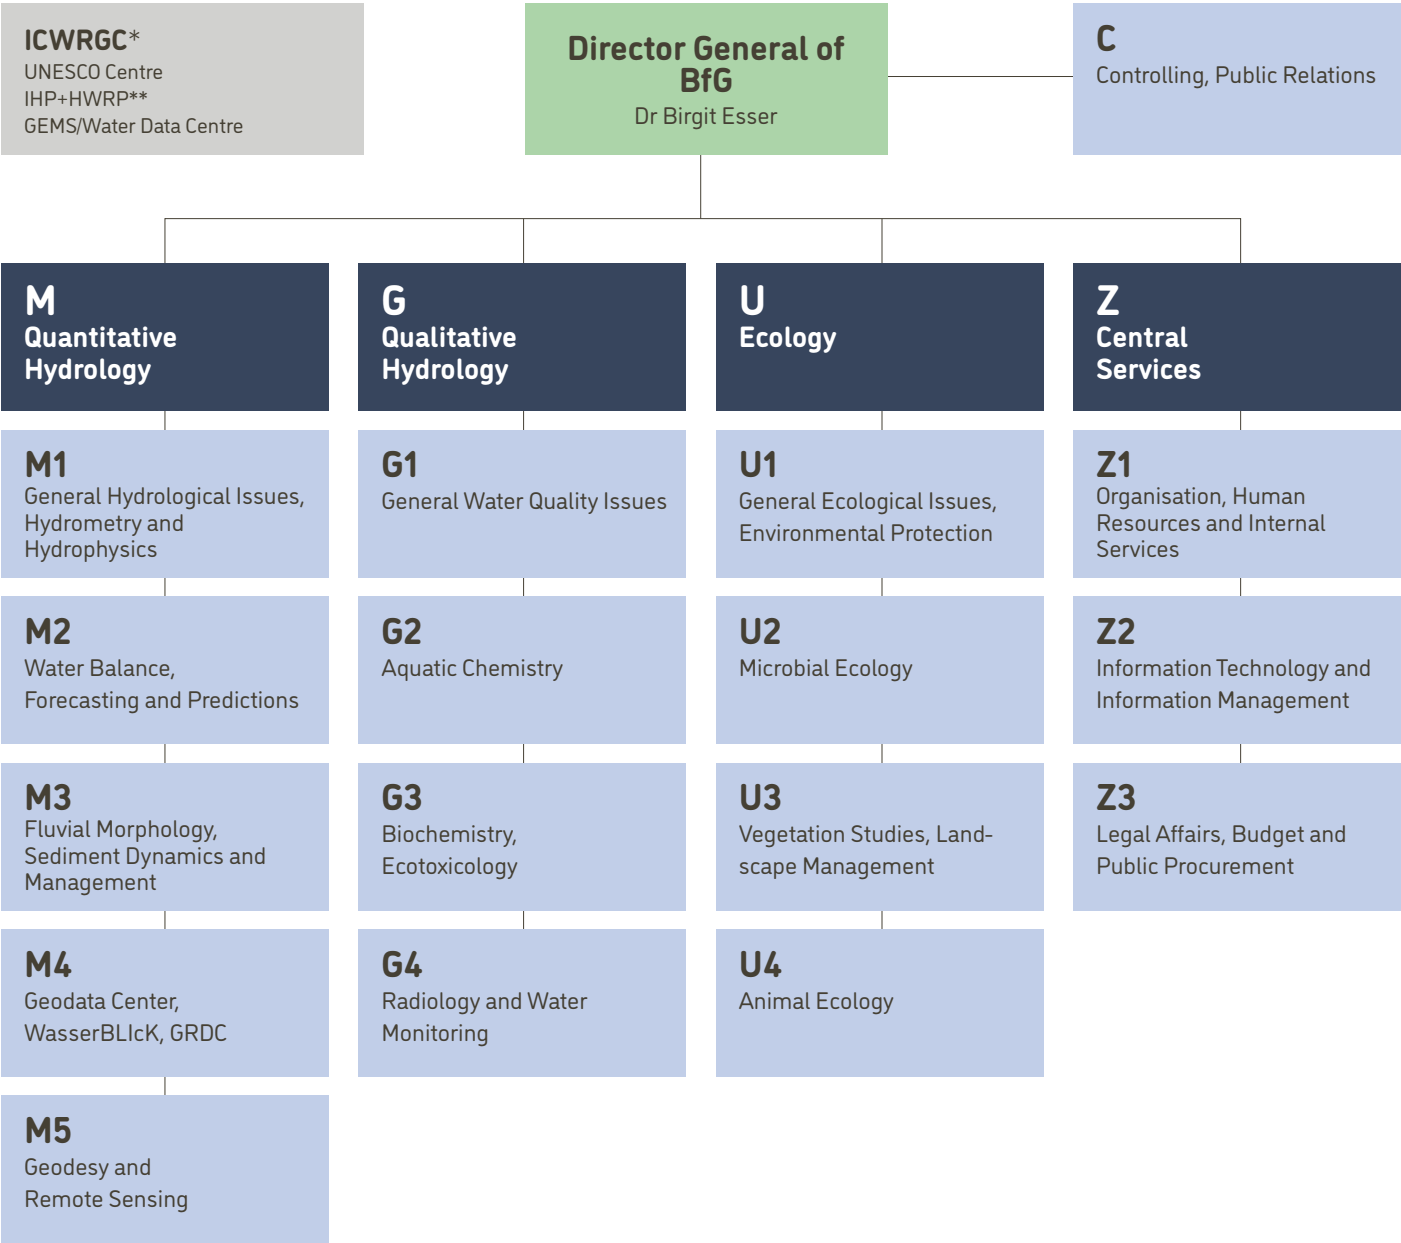 ICWRGC*
UNESCO Centre
IHP+HWRP**
GEMS/Water Data Centre
Director General of
BfG
Dr Birgit Esser
C
Controlling, Public Relations
M
Quantitative
Hydrology
G
Qualitative
Hydrology
U
Ecology
Z
Central
Services
M1
General Hydrological Issues,
Hydrometry and
Hydrophysics
G1
General Water Quality Issues
U1
General Ecological Issues,
Environmental Protection
Z1
Organisation, Human
Resources and Internal
Services
M2
Water Balance,
Forecasting and Predictions
G2
Aquatic Chemistry
U2
Microbial Ecology
Z2
Information Technology and
Information Management
M3
Fluvial Morphology,
Sediment Dynamics and
Management
G3
Biochemistry,
Ecotoxicology
U3
Vegetation Studies, Land-
scape Management
Z3
Legal Affairs, Budget and
Public Procurement
M4
Geodata Center,
WasserBLIcK, GRDC
G4
Radiology and Water
Monitoring
U4
Animal Ecology
M5
Geodesy and
Remote Sensing